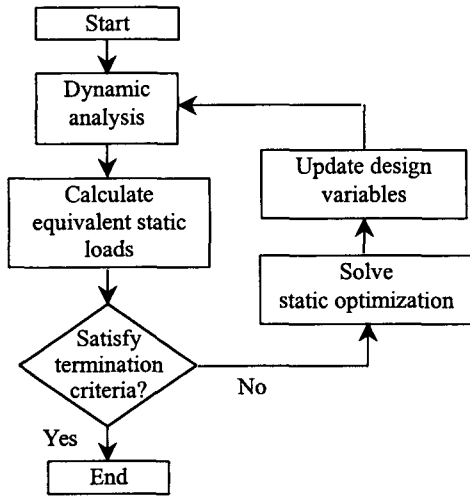 Start
Dynamic
analysis
Calculate
equivalent static
loads
Satisfy
termination
criteria?
No
Yes
End
Solve
static optimization
Update design
variables